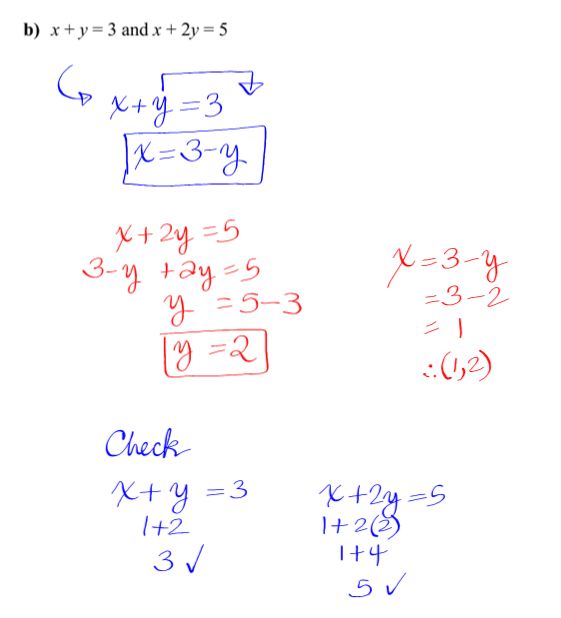 b) x + y = 3 and x + 2y = 5
x+y=3
x=3-y
x+2y=5
3-y +2y=5
y =5-3
y=2
x=3-y
=3-2
=1
∴(1,2)
Check
x+y=3
1+2
3✓
x+2y=5
1+2(2)
1+4
5✓